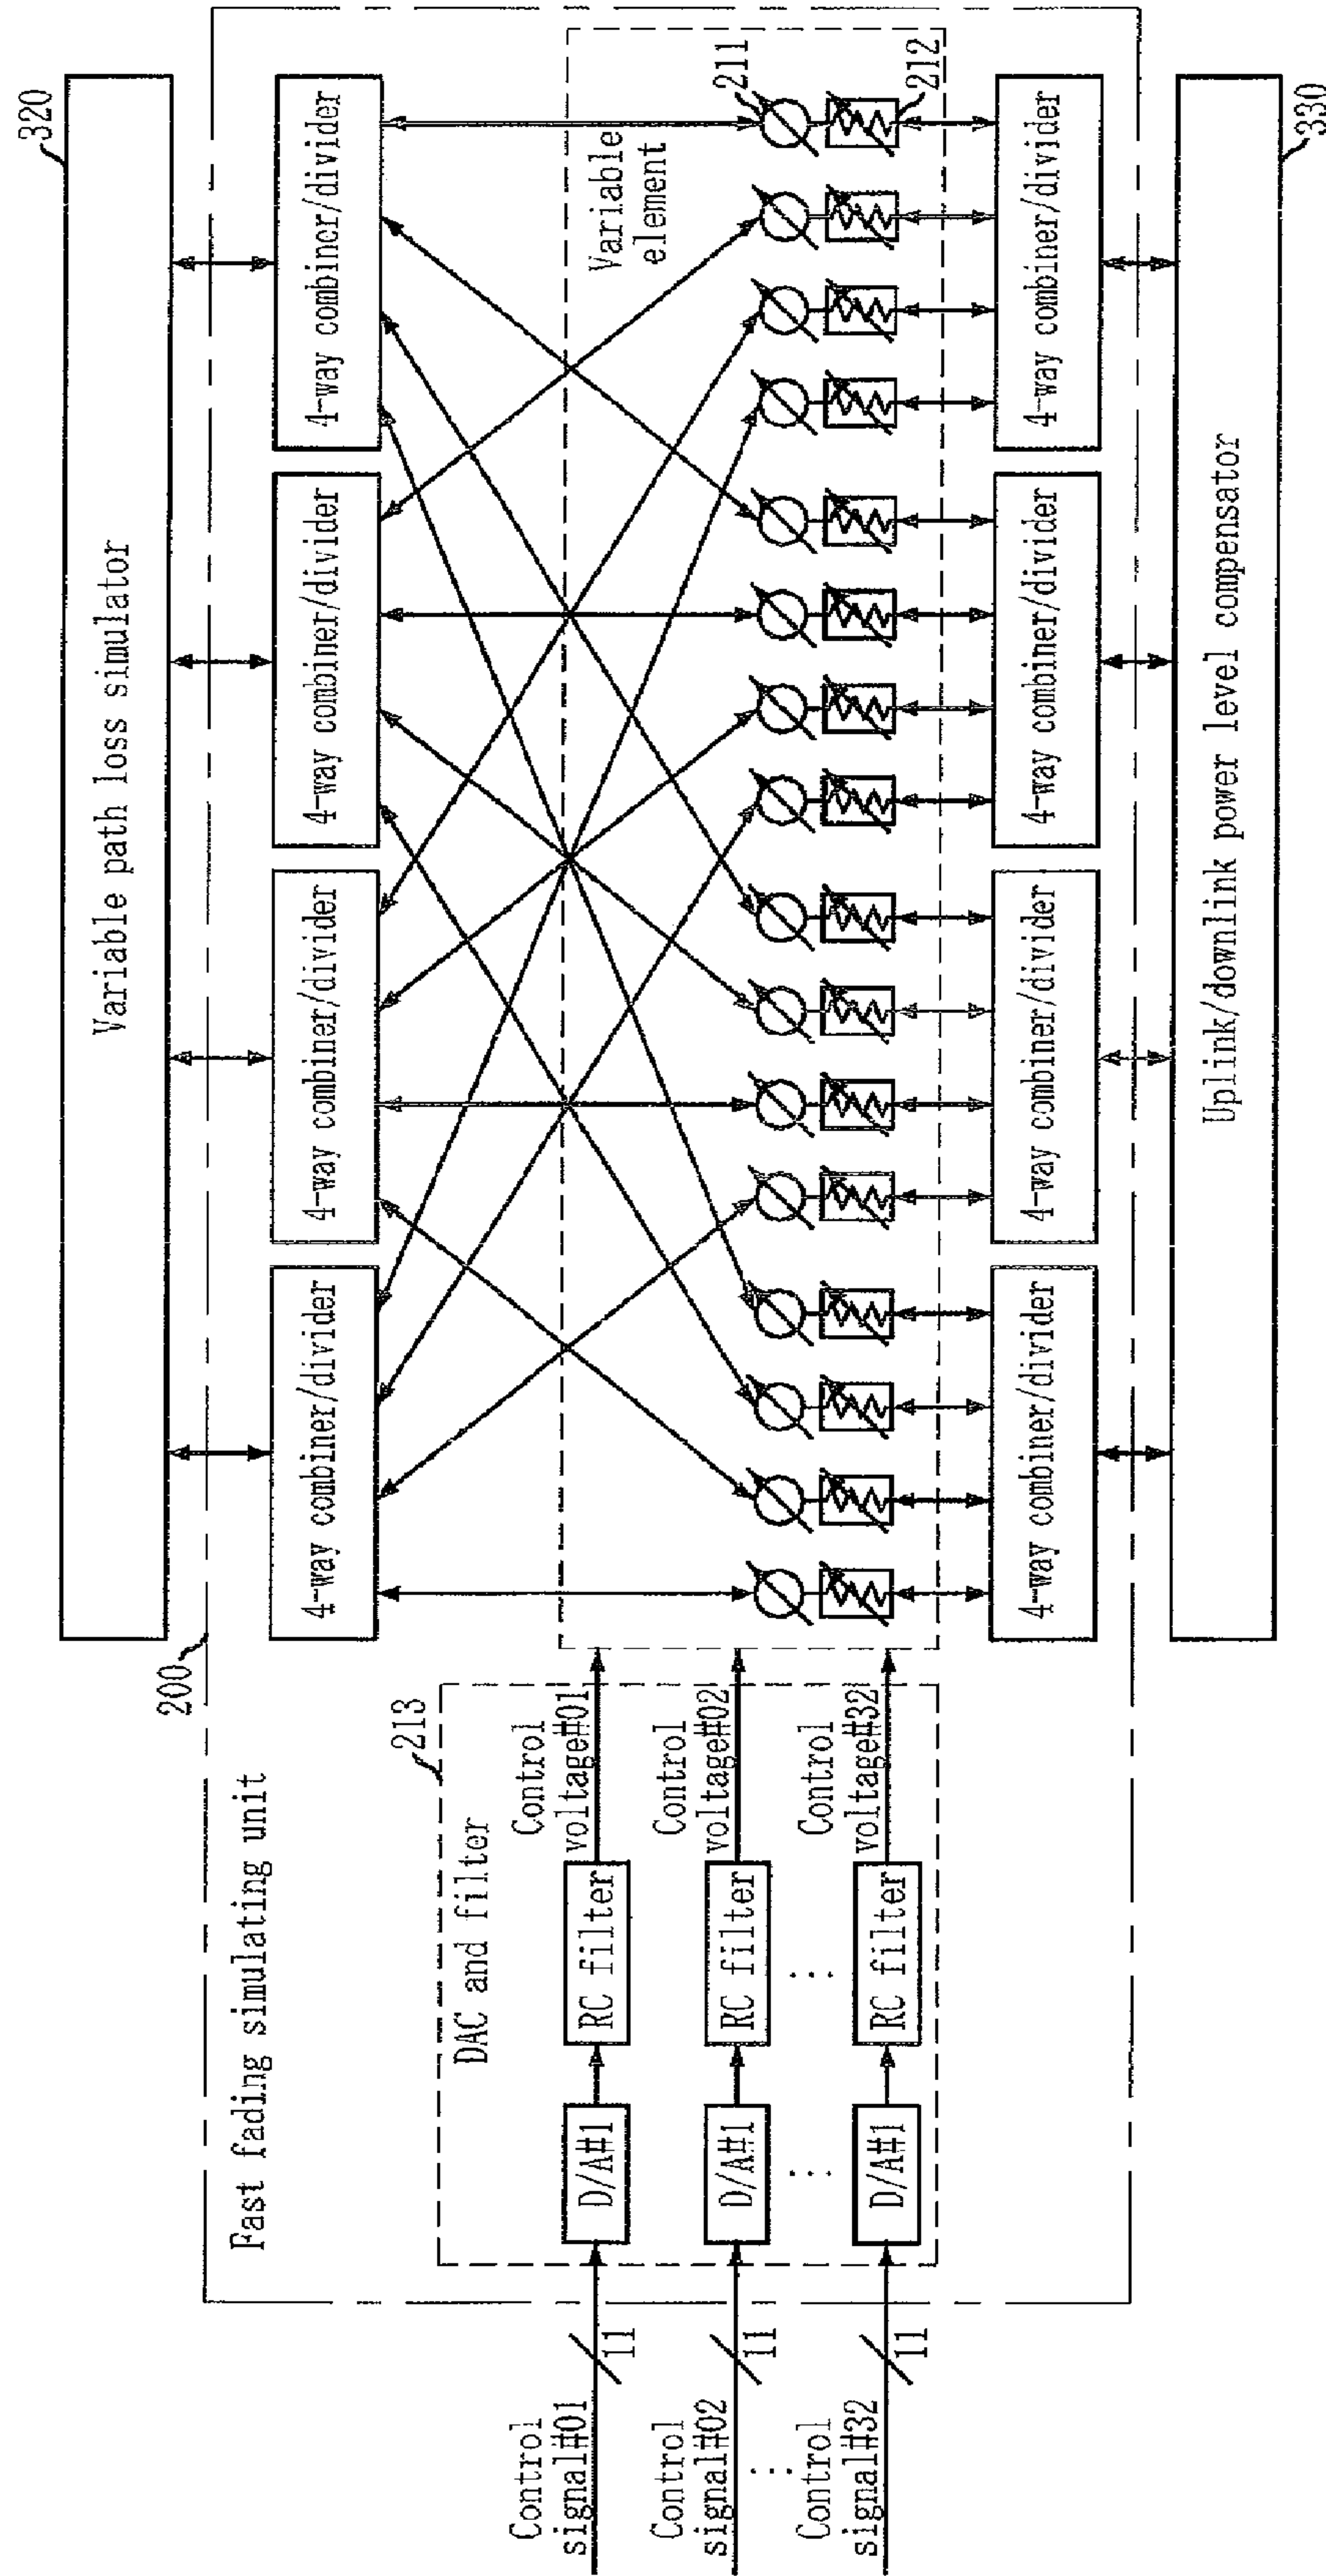 Fast fading simulating unit
200
320
Variable path loss simulator
4-way combiner/divider
4-way combiner/divider
4-way combiner/divider
4-way combiner/divider
DAC and filter
213
Control
signal#01
11
D/A#1
RC filter
Control
voltage#01
Control
signal#02
11
D/A#1
RC filter
Control
voltage#02
⋮
⋮
⋮
Control
signal#32
11
D/A#1
RC filter
Control
voltage#32
Variable
element
211
212
4-way combiner/divider
4-way combiner/divider
4-way combiner/divider
4-way combiner/divider
Uplink/downlink power level compensator
330